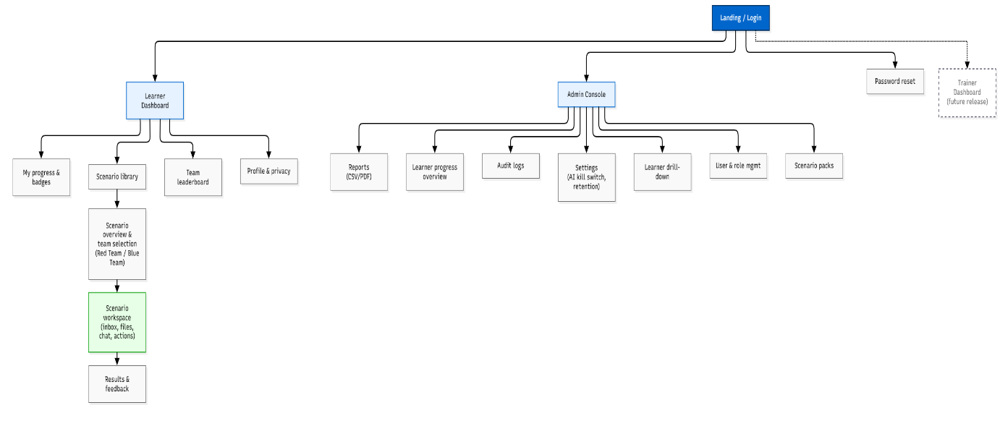 Landing / Login
Learner
Dashboard
Admin Console
Password reset
Trainer
Dashboard
(future release)
My progress &
badges
Scenario library
Team
leaderboard
Profile & privacy
Reports
(CSV/PDF)
Learner progress
overview
Audit logs
Settings
(AI kill switch,
retention)
Learner drill-
down
User & role mgmt
Scenario packs
Scenario
overview &
team selection
(Red Team / Blue
Team)
Scenario
workspace
(inbox, files,
chat, actions)
Results &
feedback